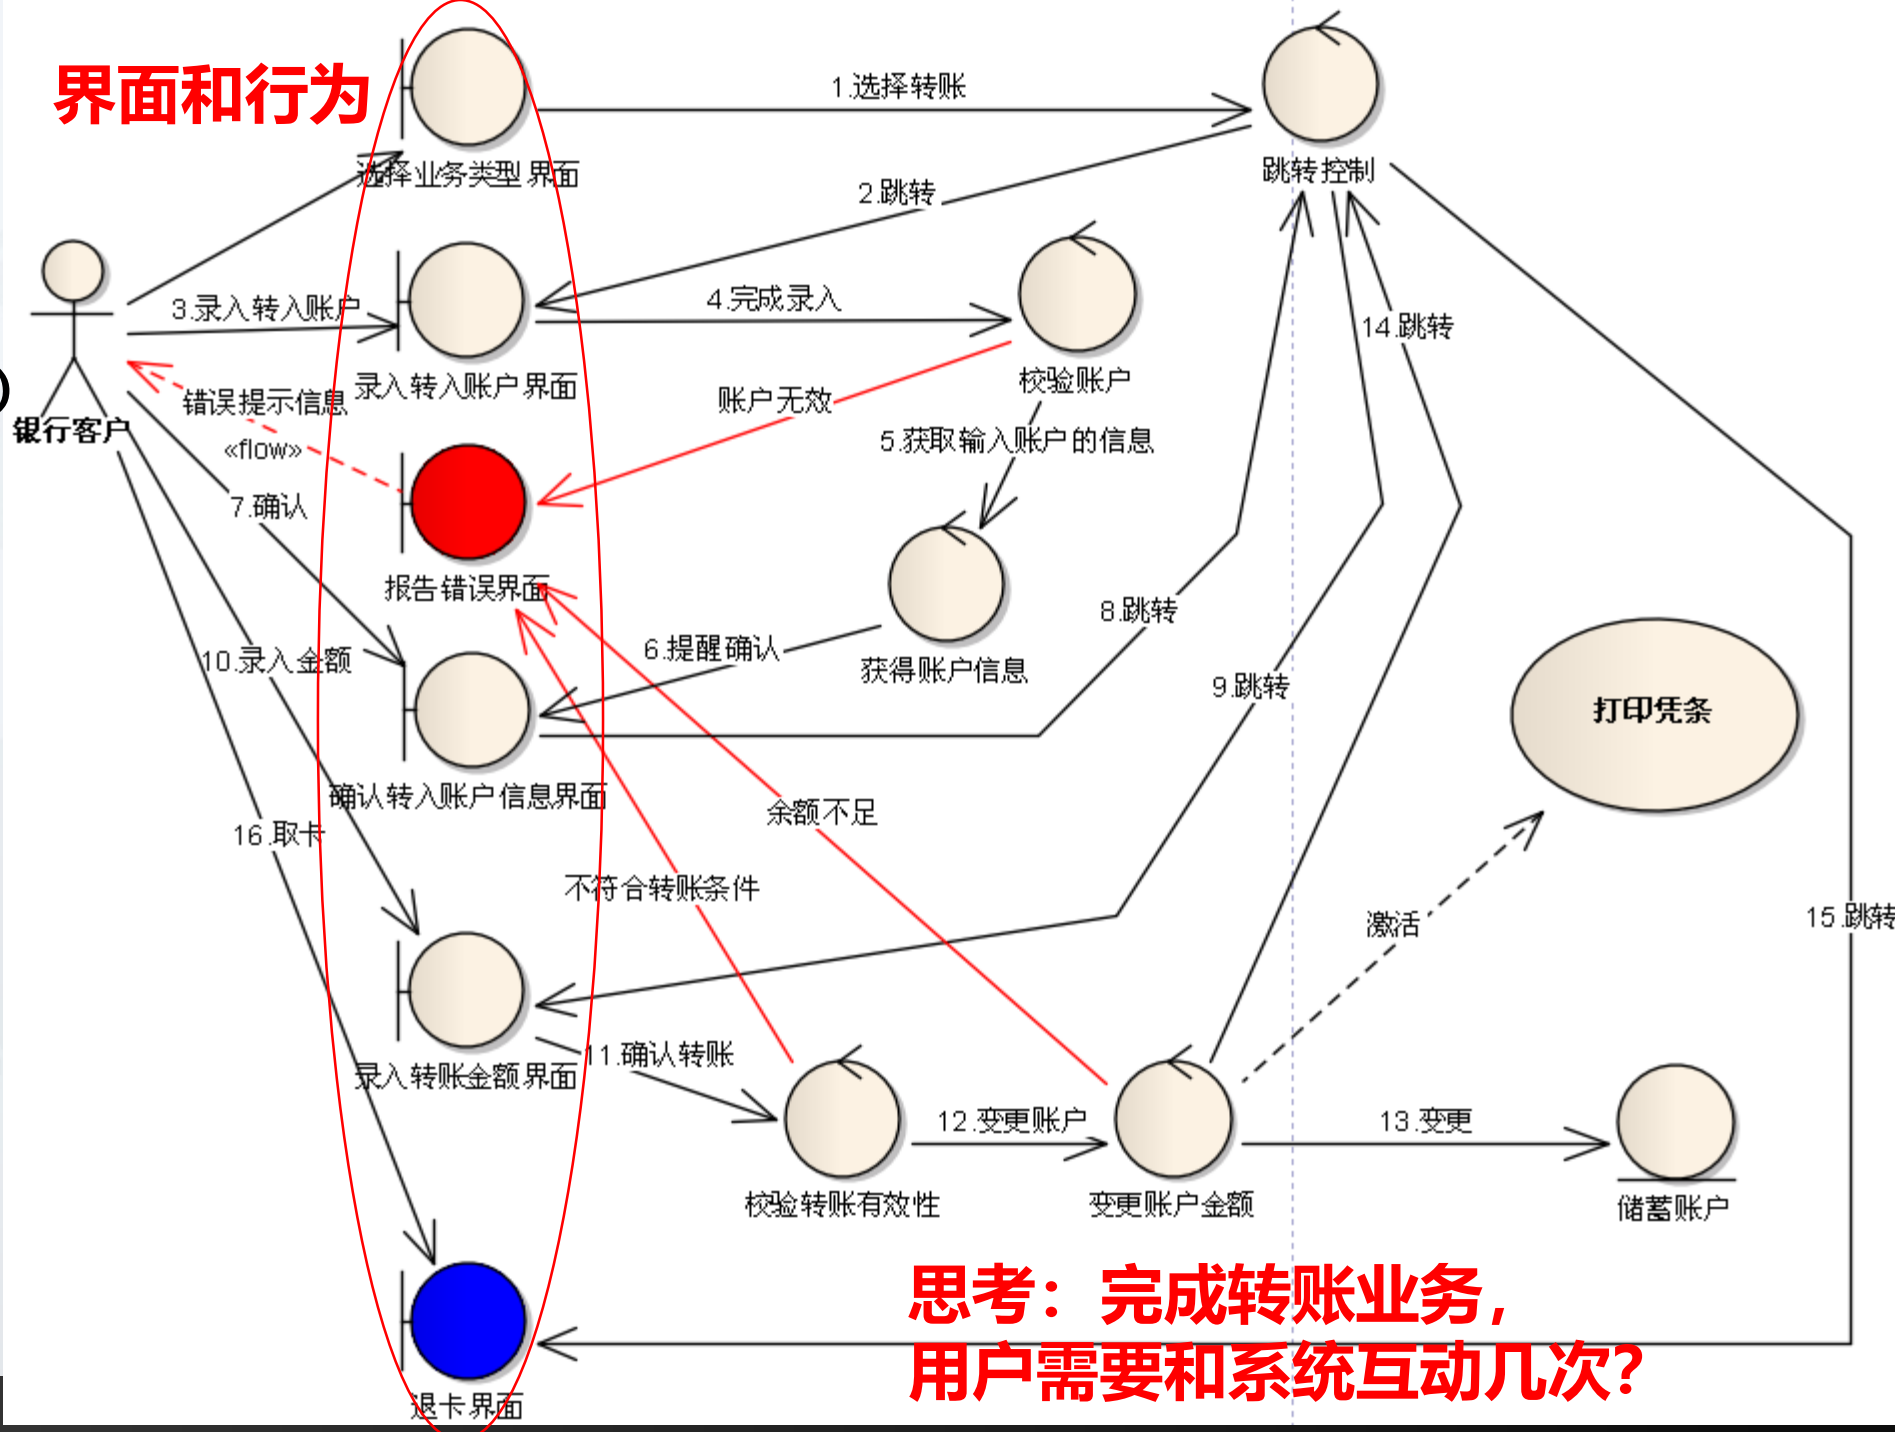 界面和行为
1.选择转账
选择业务类型界面
跳转控制
2.跳转
3.录入转入账户
4.完成录入
14.跳转
录入转入账户界面
校验账户
错误提示信息
账户无效
银行客户
«flow»
5.获取输入账户的信息
7.确认
报告错误界面
8.跳转
6.提醒确认
10.录入金额
获得账户信息
9.跳转
打印凭条
确认转入账户信息界面
余额不足
16.取卡
不符合转账条件
激活
15.跳转
11.确认转账
录入转账金额界面
12.变更账户
13.变更
校验转账有效性
变更账户金额
储蓄账户
思考：完成转账业务，
用户需要和系统互动几次？
退卡界面